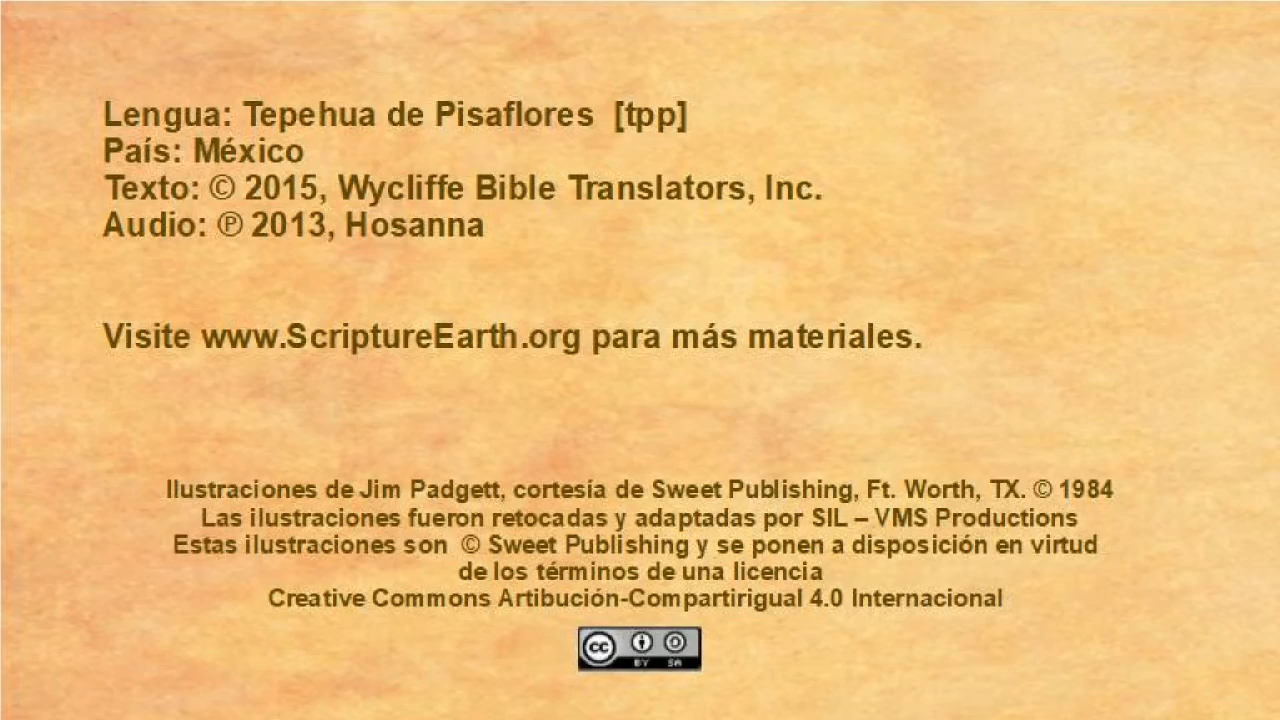 Lengua: Tepehua de Pisaflores [tpp]
País: México
Texto: © 2015, Wycliffe Bible Translators, Inc.
Audio: ℗ 2013, Hosanna
Visite www.ScriptureEarth.org para más materiales.
Ilustraciones de Jim Padgett, cortesía de Sweet Publishing, Ft. Worth, TX. © 1984
Las ilustraciones fueron retocadas y adaptadas por SIL – VMS Productions
Estas ilustraciones son © Sweet Publishing y se ponen a disposición en virtud
de los términos de una licencia
Creative Commons Artibución-Compartirigual 4.0 Internacional
cc
BY SA